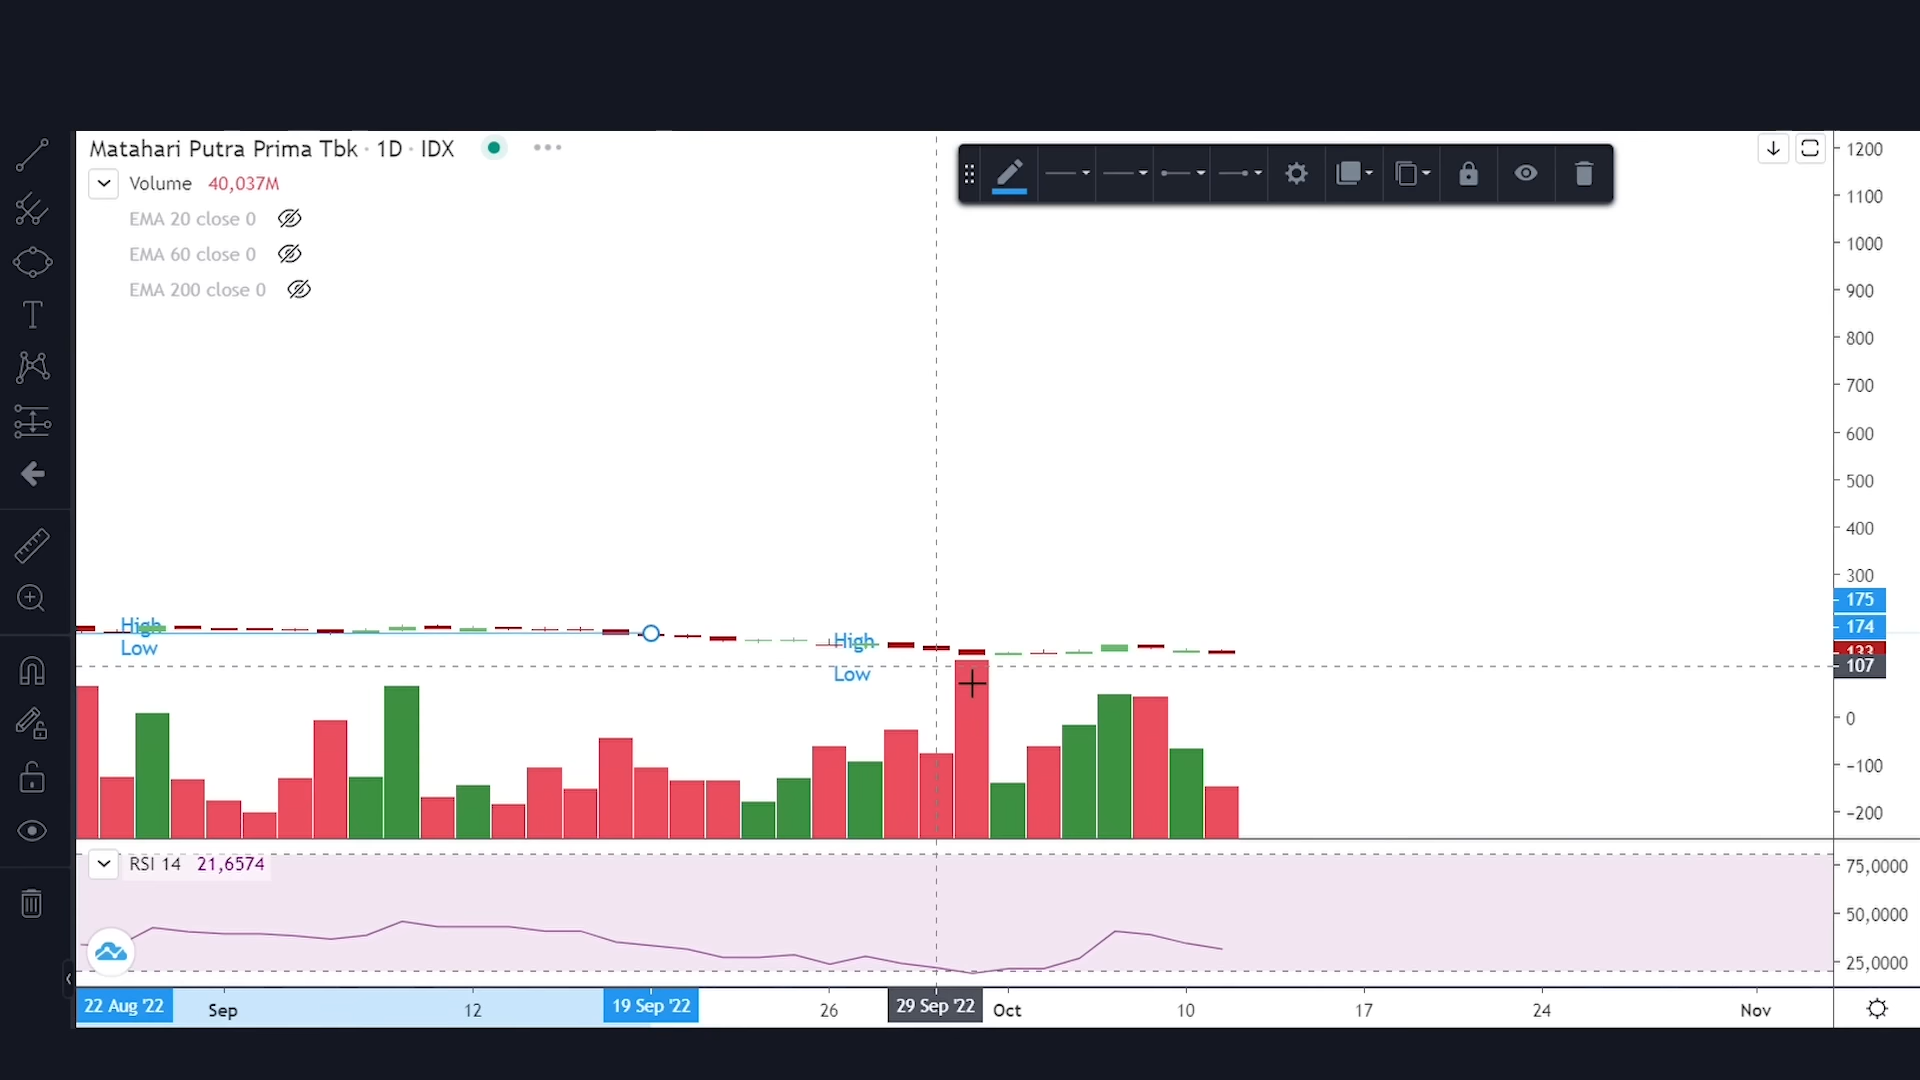 Matahari Putra Prima Tbk · 1D · IDX
Volume 40,037M
EMA 20 close 0
EMA 60 close 0
EMA 200 close 0
T
1200
1100
1000
900
800
700
600
500
400
300
175
174
133
107
0
−100
−200
High
Low
High
Low
RSI 14 21,6574
75,0000
50,0000
25,0000
22 Aug '22 Sep 12 19 Sep '22 26 29 Sep '22 Oct 10 17 24 Nov